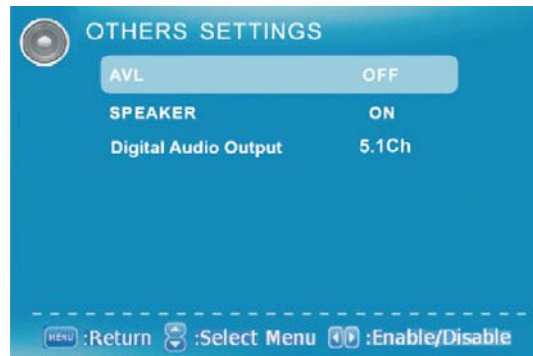 OTHERS SETTINGS
AVL OFF
SPEAKER ON
Digital Audio Output 5.1Ch
MENU :Return :Select Menu :Enable/Disable